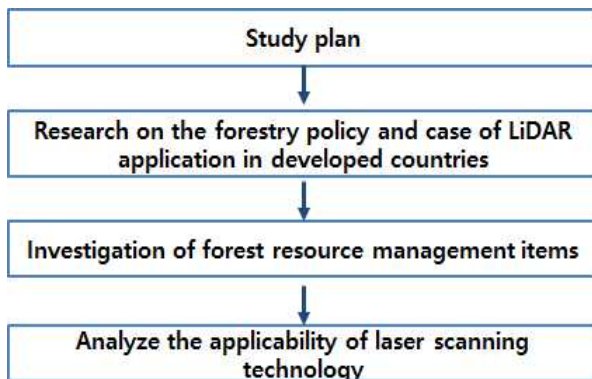 Study plan
Research on the forestry policy and case of LiDAR
application in developed countries
Investigation of forest resource management items
Analyze the applicability of laser scanning
technology